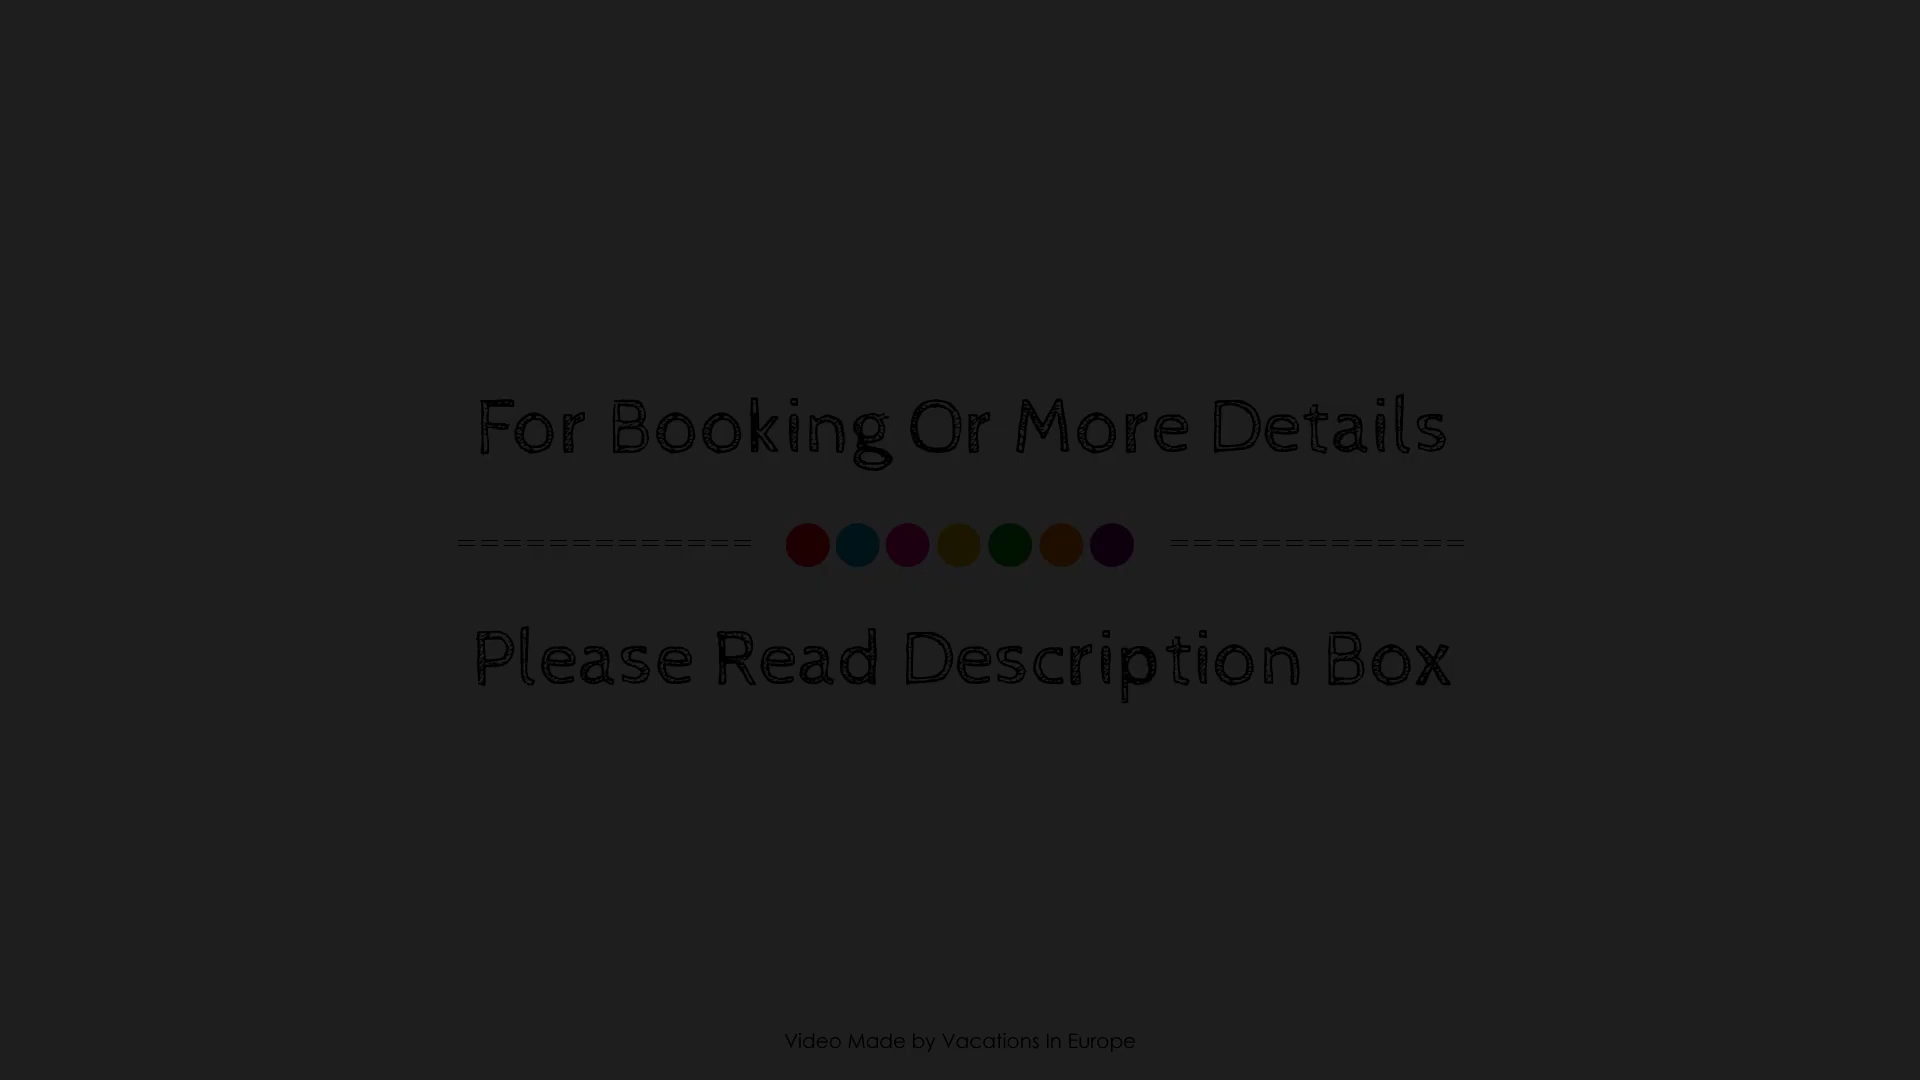 For Booking Or More Details
============= =============
Please Read Description Box
Video Made by Vacations In Europe